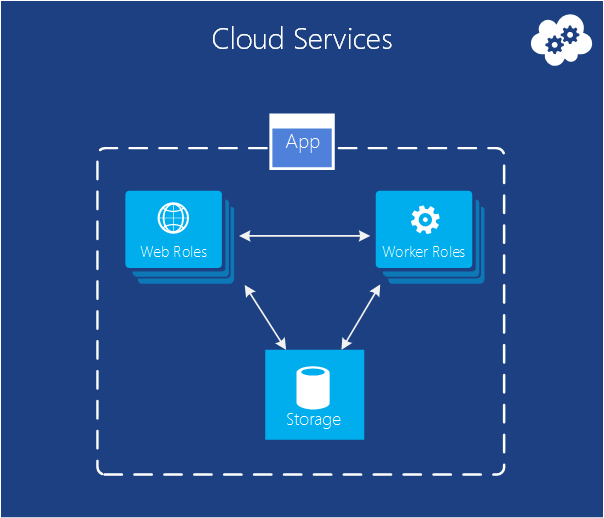 Cloud Services
App
Web Roles
Worker Roles
Storage